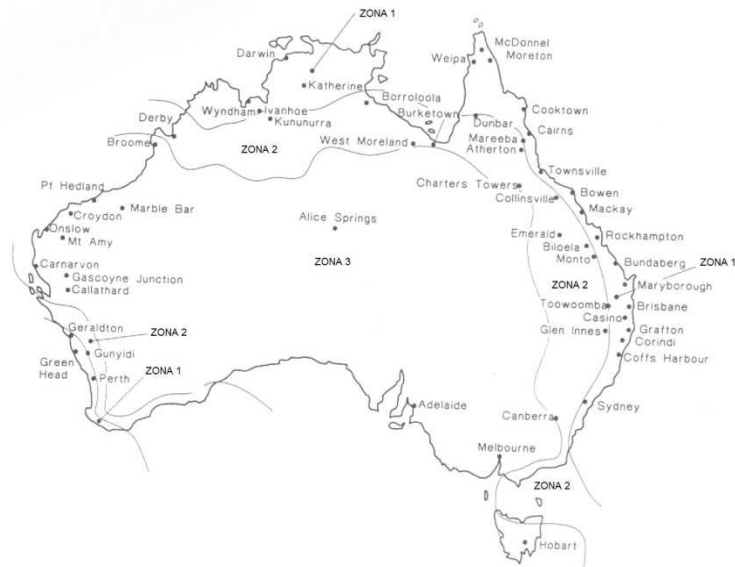 ZONA 1
McDonnel
Moreton
Weipa
Darwin
Katherine
Borroloola
Burketown
Cooktown
Wyndham
Ivanhoe
Kununurra
Dunbar
Cairns
Derby
Mareeba
Atherton
West Moreland
Broome
ZONA 2
Townsville
Charters Towers
Collinsville
Bowen
Mackay
Pt Hedland
Marble Bar
Croydon
Alice Springs
Onslow
Mt Amy
Emerald
Rockhampton
Biloela
Monto
ZONA 1
Carnarvon
Bundaberg
ZONA 3
Gascoyne Junction
Callathard
ZONA 2
Maryborough
Toowoomba
Brisbane
Casino
Geraldton
ZONA 2
Glen Innes
Grafton
Corindi
Gunyidi
Green
Head
Coffs Harbour
ZONA 1
Perth
Adelaide
Sydney
Canberra
Melbourne
ZONA 2
Hobart